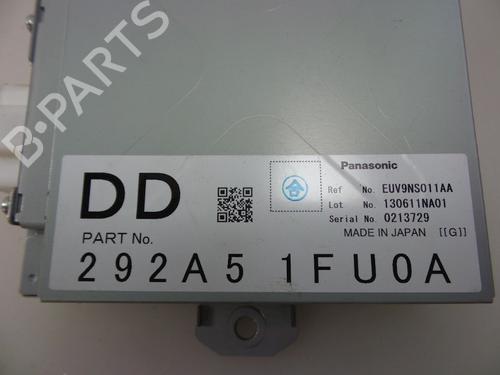 B-PARTS
DD
PART No.
292A5 1FU0A
合
Panasonic
Ref No. EUV9NS011AA
Lot No. 130611NA01
Serial No. 0213729
MADE IN JAPAN [[G]]